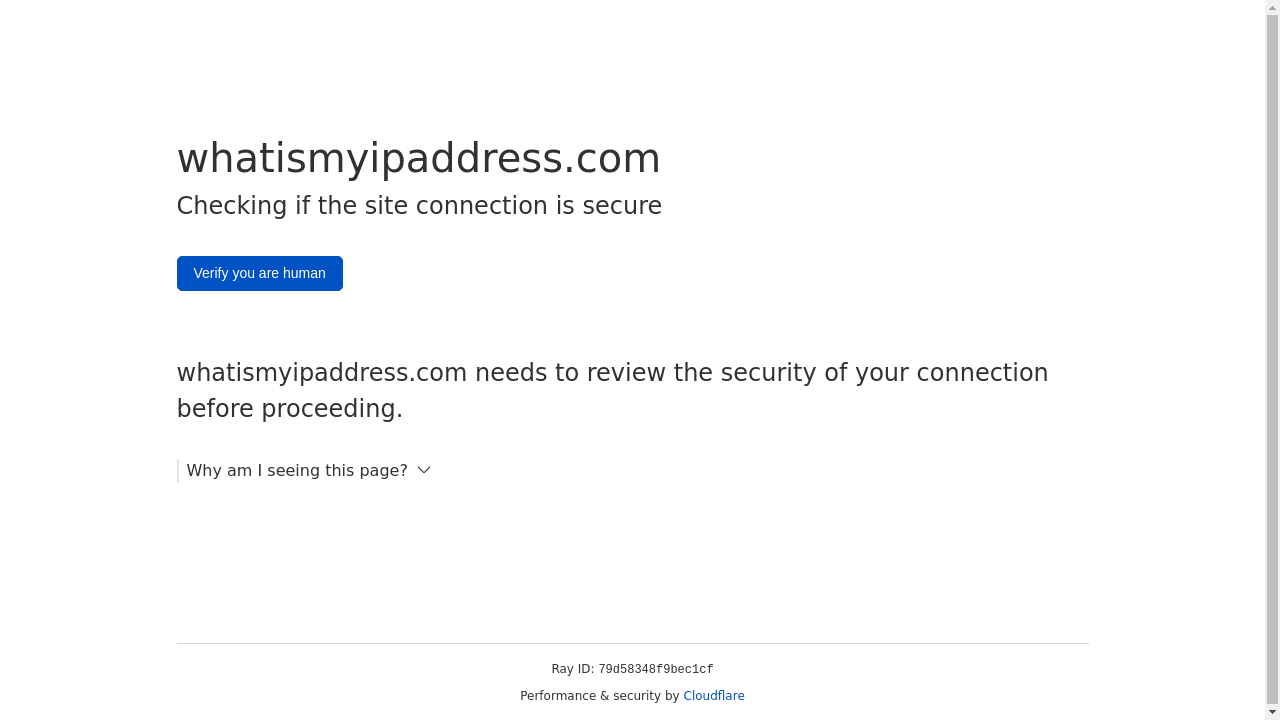 whatismyipaddress.com
Checking if the site connection is secure
Verify you are human
whatismyipaddress.com needs to review the security of your connection
before proceeding.
Why am I seeing this page?
Ray ID: 79d58348f9bec1cf
Performance & security by Cloudflare